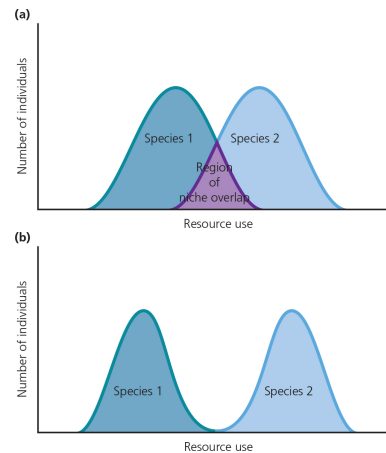 (a)
Number of individuals
Species 1
Species 2
Region
of
niche overlap
Resource use
(b)
Number of individuals
Species 1
Species 2
Resource use